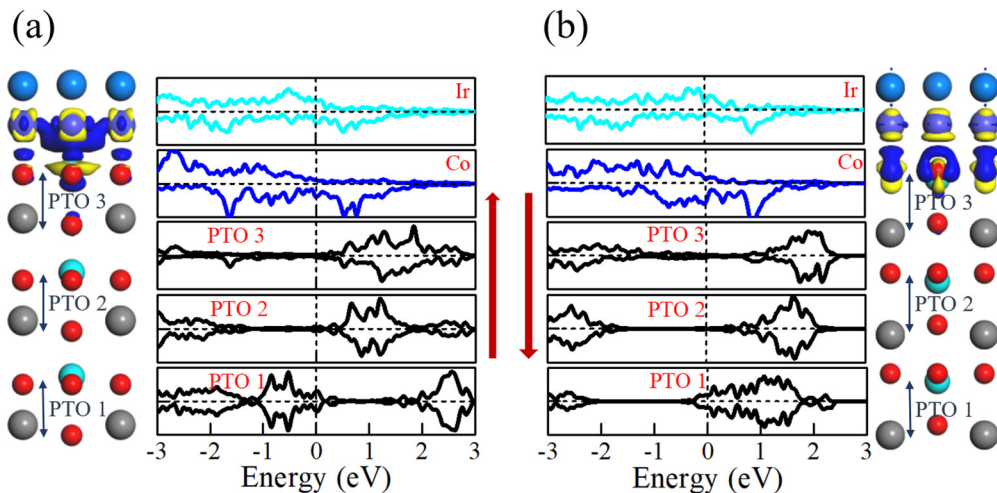 (a)
(b)
Ir
Co
PTO 3
PTO 2
PTO 1
PTO 3
PTO 2
PTO 1
-3 -2 -1 0 1 2 3
Energy (eV)
Ir
Co
PTO 3
PTO 2
PTO 1
PTO 3
PTO 2
PTO 1
-3 -2 -1 0 1 2 3
Energy (eV)